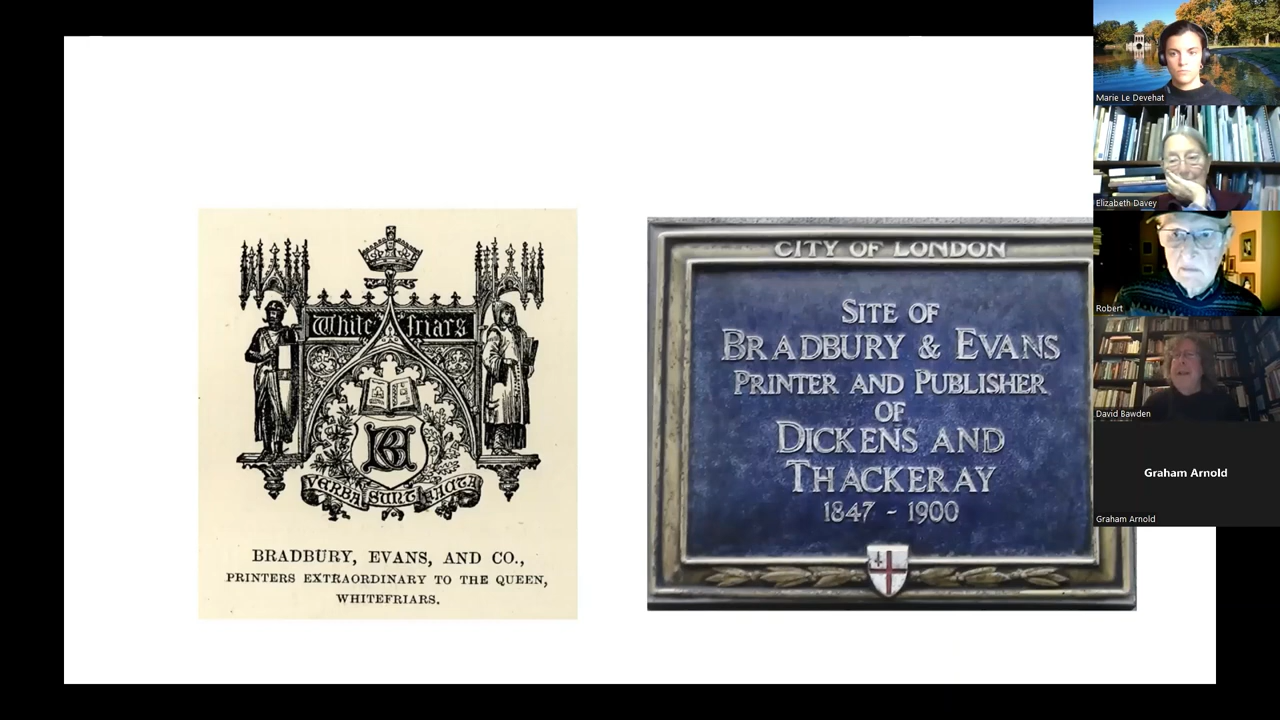 White friars
VERBA SUNT FACTA
BRADBURY, EVANS, AND CO.,
PRINTERS EXTRAORDINARY TO THE QUEEN,
WHITEFRIARS.
CITY OF LONDON
SITE OF
BRADBURY & EVANS
PRINTER AND PUBLISHER
OF
DICKENS AND
THACKERAY
1847 - 1900
Marie Le Devehat
Elizabeth Davey
Robert
David Bawden
Graham Arnold
Graham Arnold